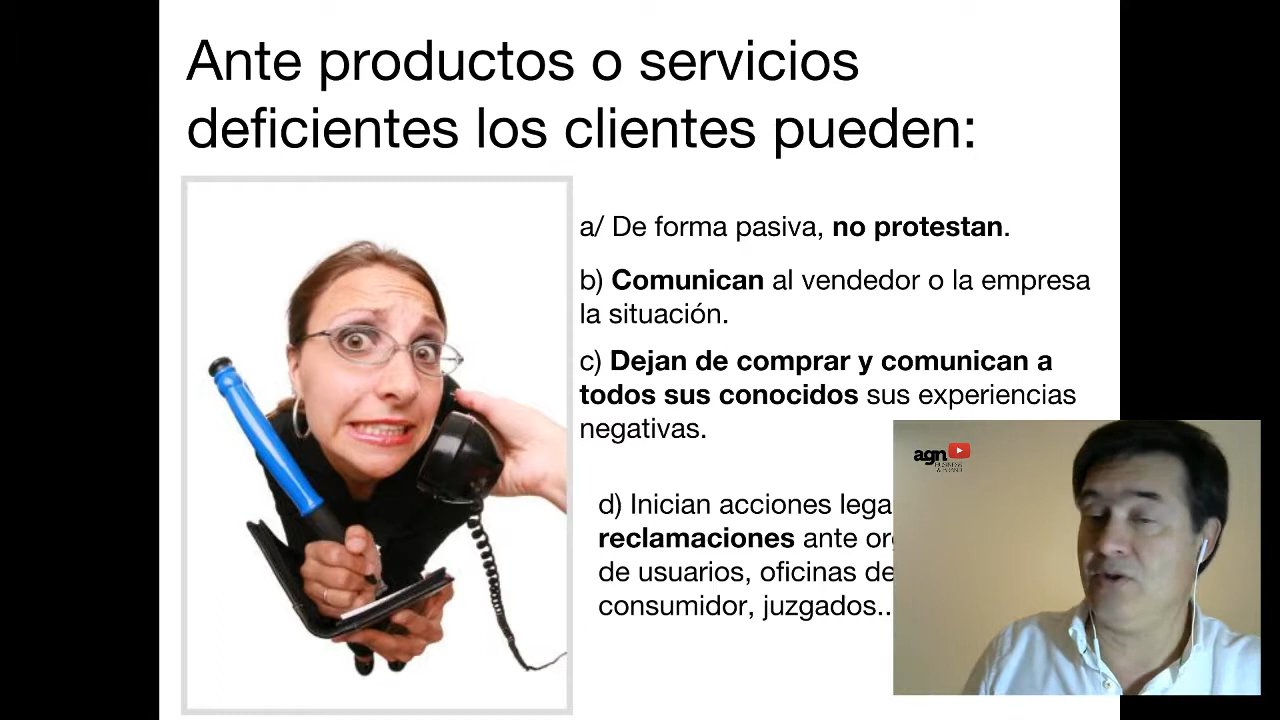 Ante productos o servicios
deficientes los clientes pueden:
a/ De forma pasiva, no protestan.
b) Comunican al vendedor o la empresa
la situación.
c) Dejan de comprar y comunican a
todos sus conocidos sus experiencias
negativas.
d) Inician acciones
reclamaciones ante
de usuarios, oficinas de
consumidor, juzgados..
agn
BUSINESS
& BRAND